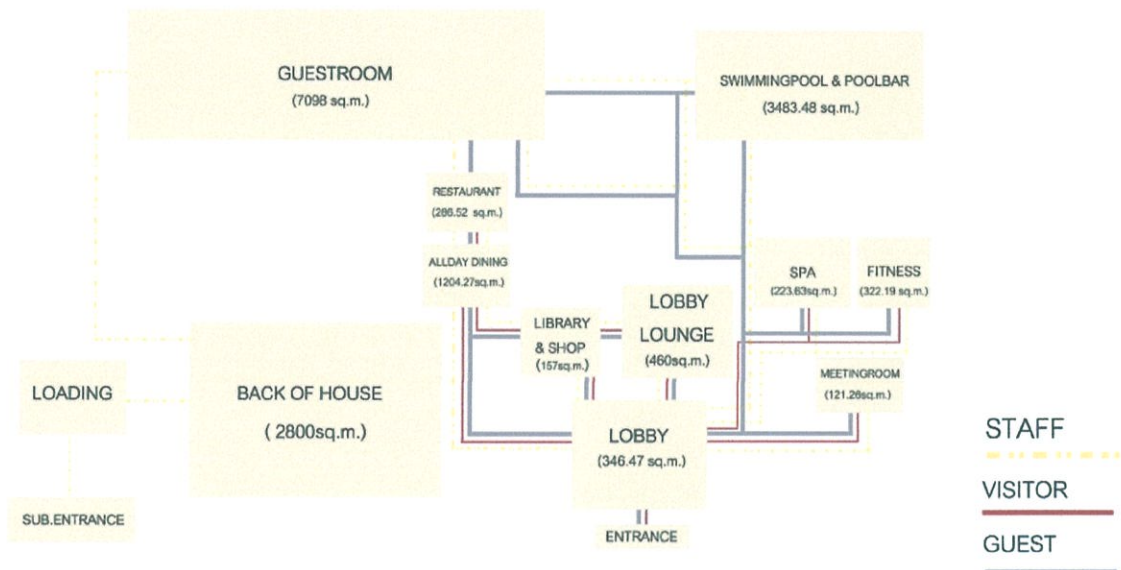 GUESTROOM
(7098 sq.m.)
SWIMMINGPOOL & POOLBAR
(3483.48 sq.m.)
RESTAURANT
(286.52 sq.m.)
ALLDAY DINING
(1204.27sq.m.)
SPA
(223.63sq.m.)
FITNESS
(322.19 sq.m.)
LIBRARY
& SHOP
(157sq.m.)
LOBBY
LOUNGE
(460sq.m.)
MEETINGROOM
(121.26sq.m.)
LOADING
BACK OF HOUSE
( 2800sq.m.)
LOBBY
(346.47 sq.m.)
SUB.ENTRANCE
ENTRANCE
STAFF
VISITOR
GUEST